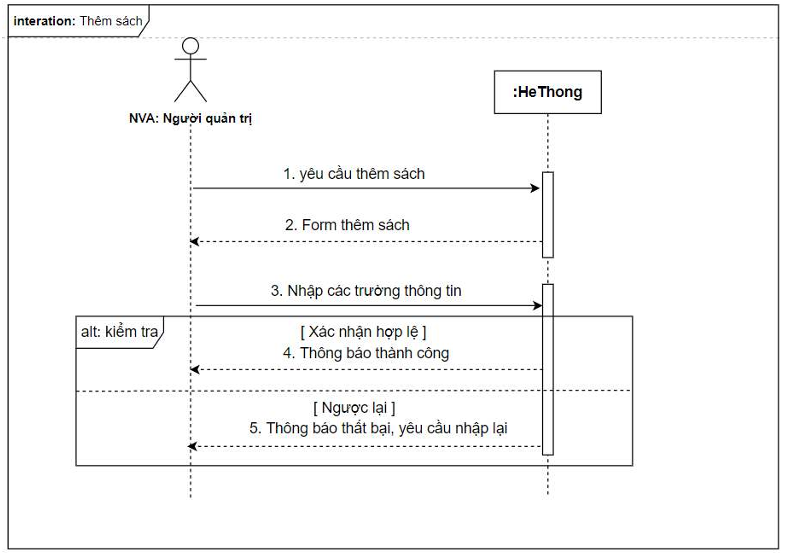 interation: Thêm sách
:HeThong
NVA: Người quản trị
1. yêu cầu thêm sách
2. Form thêm sách
3. Nhập các trường thông tin
alt: kiểm tra
[ Xác nhận hợp lệ ]
4. Thông báo thành công
[ Ngược lại ]
5. Thông báo thất bại, yêu cầu nhập lại